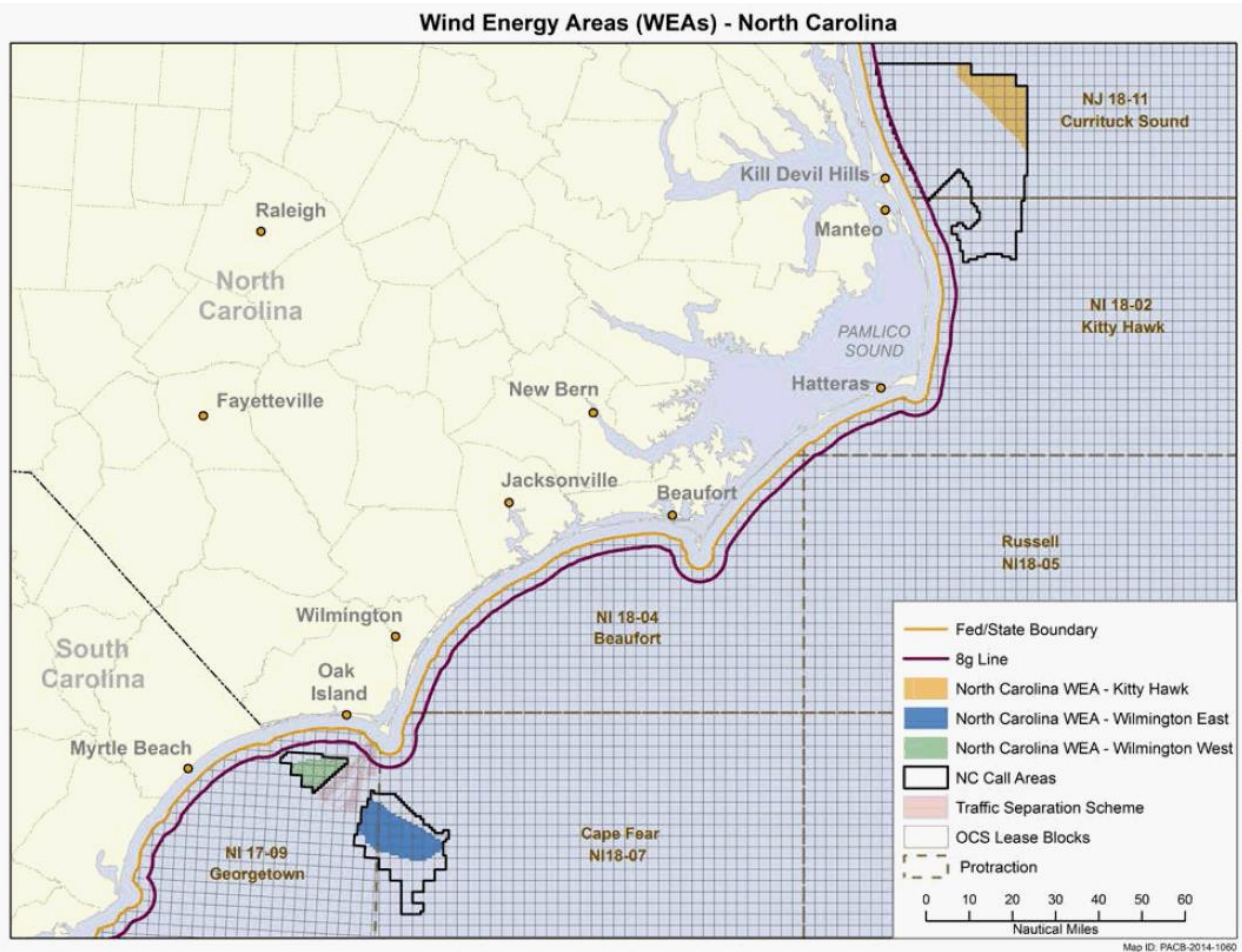 Wind Energy Areas (WEAs) - North Carolina
NJ 18-11
Currituck Sound
Kill Devil Hills
Raleigh
Manteo
North
Carolina
NI 18-02
Kitty Hawk
PAMLICO
SOUND
Hatteras
New Bern
Fayetteville
Jacksonville
Beaufort
Russell
NI18-05
Wilmington
NI 18-04
Beaufort
South
Carolina
Oak
Island
Myrtle Beach
Cape Fear
NI18-07
NI 17-09
Georgetown
Fed/State Boundary
8g Line
North Carolina WEA - Kitty Hawk
North Carolina WEA - Wilmington East
North Carolina WEA - Wilmington West
NC Call Areas
Traffic Separation Scheme
OCS Lease Blocks
Protraction
0 10 20 30 40 50 60
Nautical Miles
Map ID: PACB-2014-1060